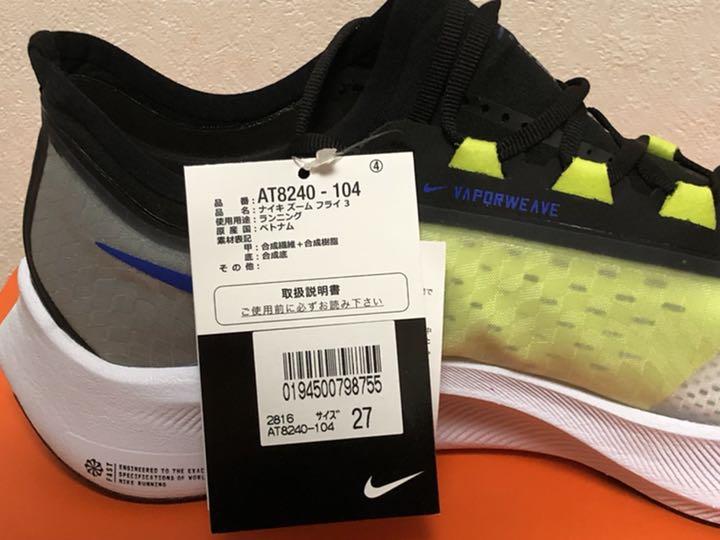 ④
品番:AT8240-104
品名:ナイキ ズーム フライ 3
使用用途:ランニング
原産国:ベトナム
素材表記
甲:合成繊維+合成樹脂
底:合成底
その他:
取扱説明書
ご使用前に必ずお読み下さい
0194500798755
2816 サイズ 27
AT8240-104
VAPORWEAVE
FAST
ENGINEERED TO THE EXAC
SPECIFICATIONS OF WORL
NIKE RUNNING